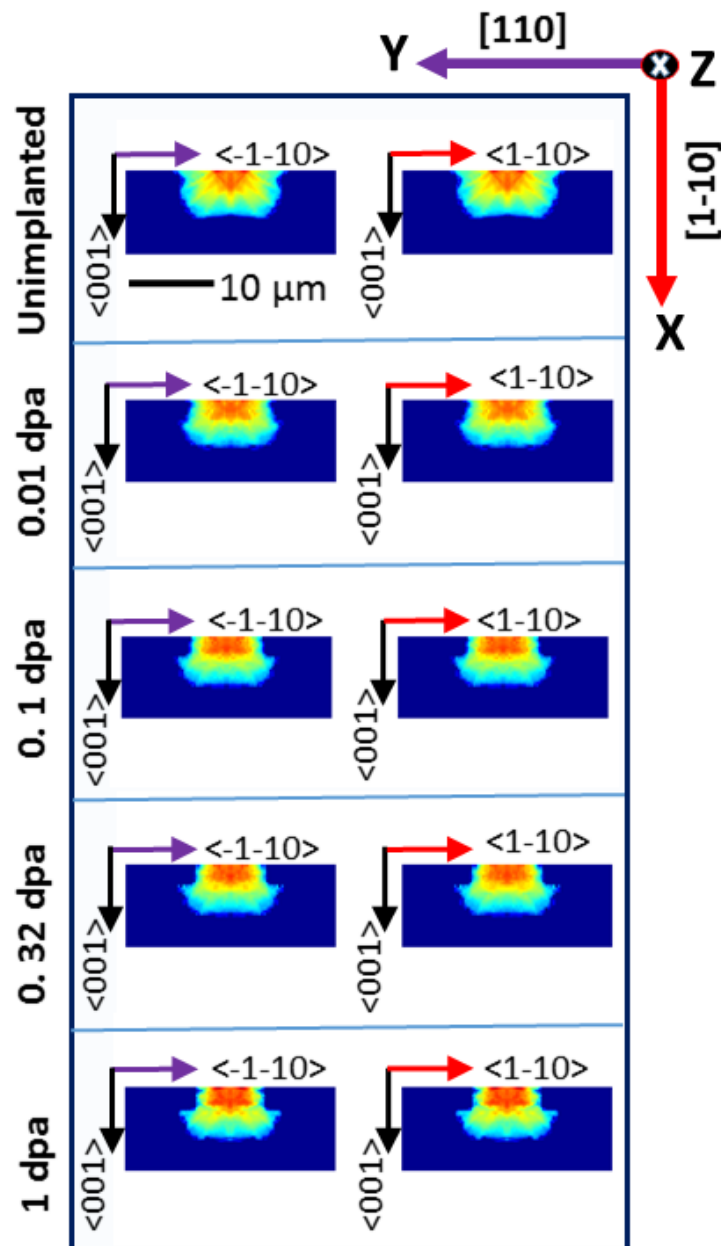 [110]
Y
Z
[1-10]
X
Unimplanted
<-1-10>
<1-10>
<001>
<001>
10 µm
0.01 dpa
<-1-10>
<1-10>
<001>
<001>
0. 1 dpa
<-1-10>
<1-10>
<001>
<001>
0. 32 dpa
<-1-10>
<1-10>
<001>
<001>
1 dpa
<-1-10>
<1-10>
<001>
<001>